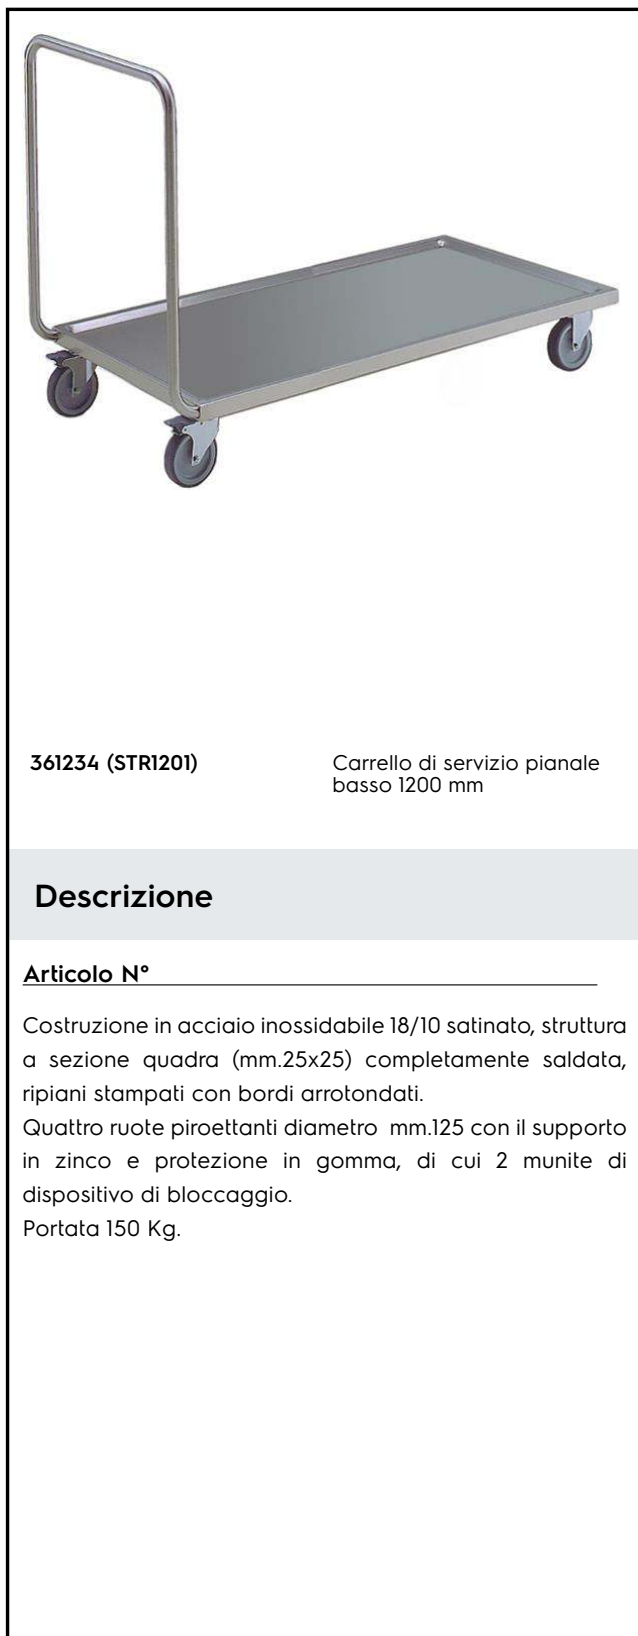 361234 (STR1201)
Carrello di servizio pianale
basso 1200 mm
Descrizione
Articolo N°
Costruzione in acciaio inossidabile 18/10 satinato, struttura
a sezione quadra (mm.25x25) completamente saldata,
ripiani stampati con bordi arrotondati.
Quattro ruote piroettanti diametro mm.125 con il supporto
in zinco e protezione in gomma, di cui 2 munite di
dispositivo di bloccaggio.
Portata 150 Kg.